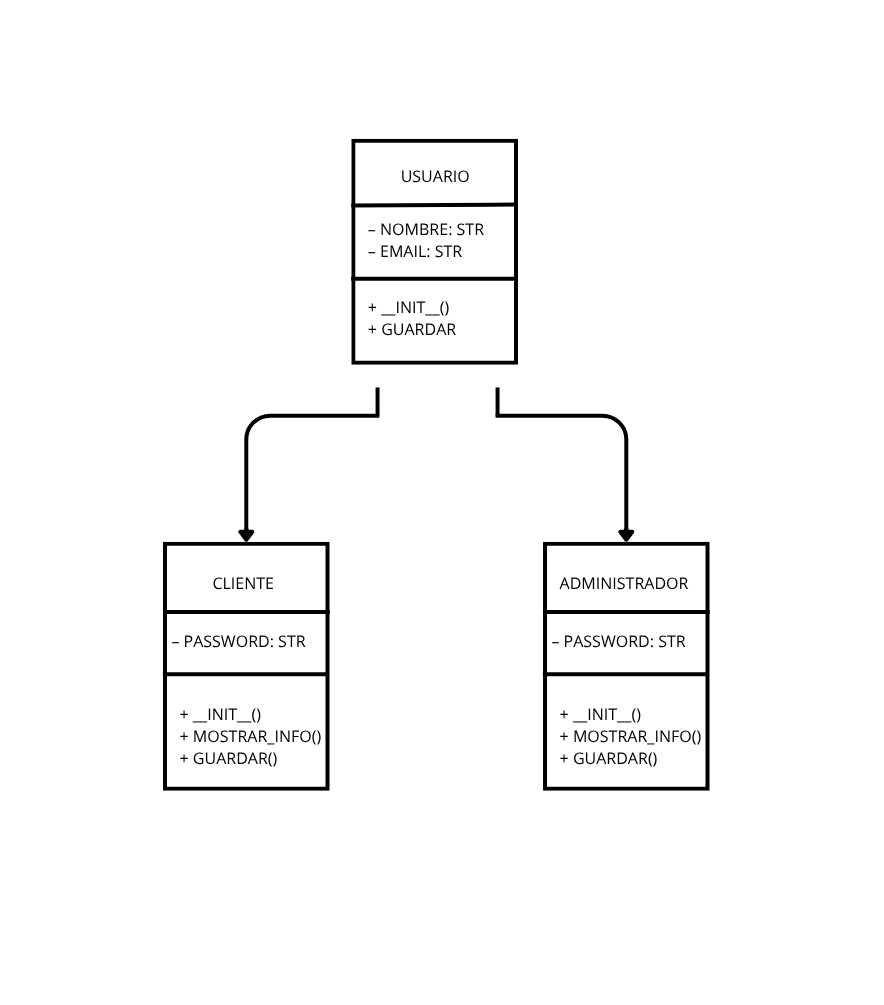 USUARIO
– NOMBRE: STR
– EMAIL: STR
+ __INIT__()
+ GUARDAR
CLIENTE
– PASSWORD: STR
+ __INIT__()
+ MOSTRAR_INFO()
+ GUARDAR()
ADMINISTRADOR
– PASSWORD: STR
+ __INIT__()
+ MOSTRAR_INFO()
+ GUARDAR()